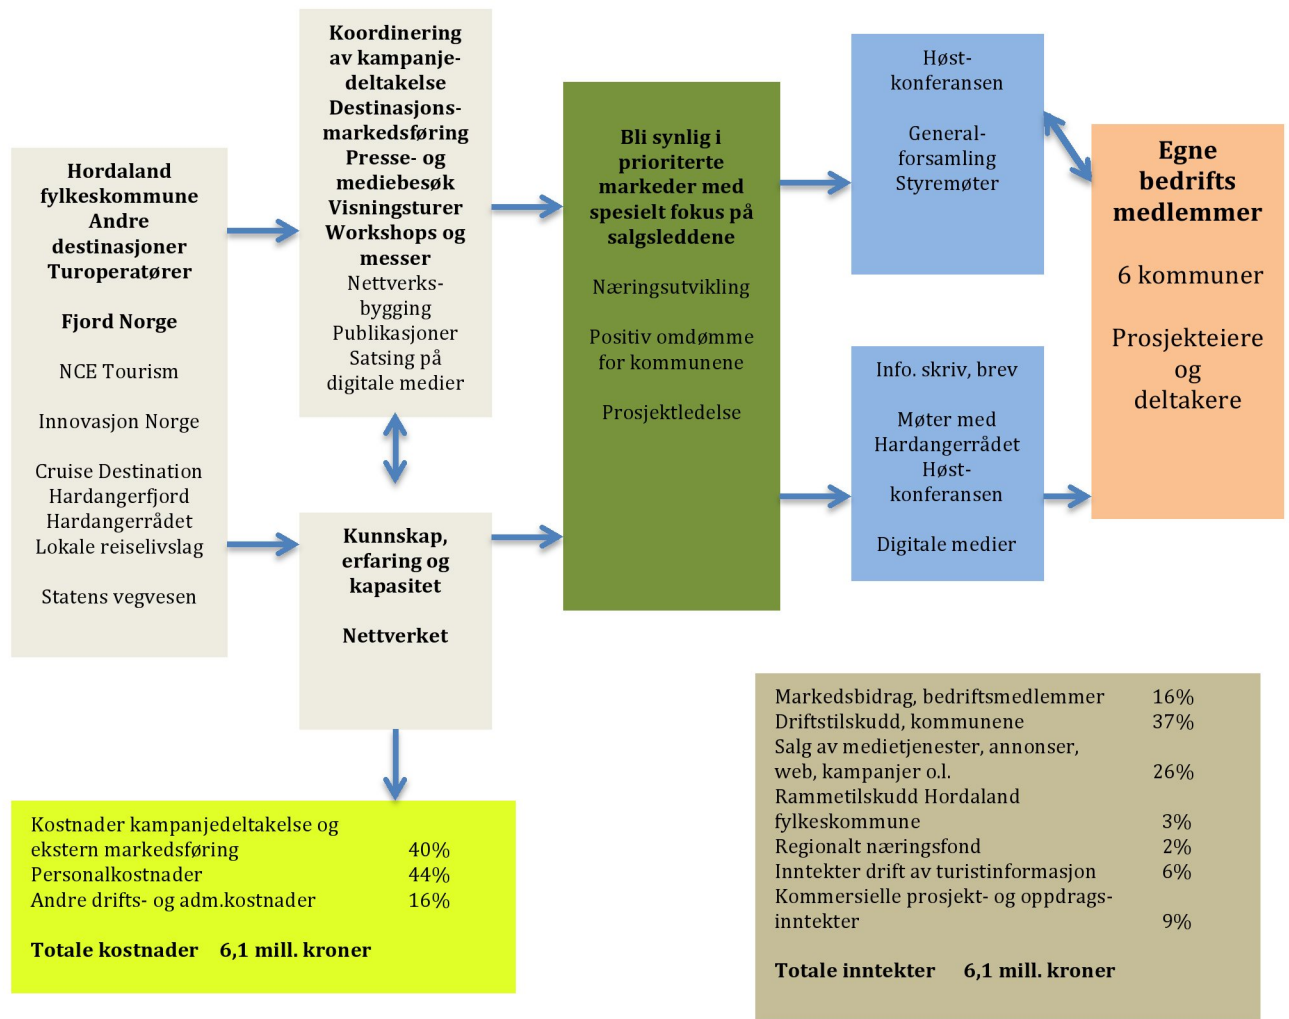 Hordaland
fylkeskommune
Andre
destinasjoner
Turoperatører
Fjord Norge
NCE Tourism
Innovasjon Norge
Cruise Destination
Hardangerfjord
Hardangerrådet
Lokale reiselivslag
Statens vegvesen
Koordinering
av kampanje-
deltakelse
Destinasjons-
markedsføring
Presse- og
mediebesøk
Visningsturer
Workshops og
messer
Nettverks-
bygging
Publikasjoner
Satsing på
digitale medier
Kunnskap,
erfaring og
kapasitet
Nettverket
Bli synlig i
prioriterte
markeder med
spesielt fokus på
salgsleddene
Næringsutvikling
Positiv omdømme
for kommunene
Prosjektledelse
Høst-
konferansen
General-
forsamling
Styremøter
Info. skriv, brev
Møter med
Hardangerrådet
Høst-
konferansen
Digitale medier
Egne
bedrifts
medlemmer
6 kommuner
Prosjekteiere
og
deltakere
Kostnader kampanjedeltakelse og
ekstern markedsføring 40%
Personalkostnader 44%
Andre drifts- og adm.kostnader 16%
Totale kostnader 6,1 mill. kroner
Markedsbidrag, bedriftsmedlemmer 16%
Driftstilskudd, kommunene 37%
Salg av medietjenester, annonser,
web, kampanjer o.l. 26%
Rammetilskudd Hordaland
fylkeskommune 3%
Regionalt næringsfond 2%
Inntekter drift av turistinformasjon 6%
Kommersielle prosjekt- og oppdrags-
inntekter 9%
Totale inntekter 6,1 mill. kroner